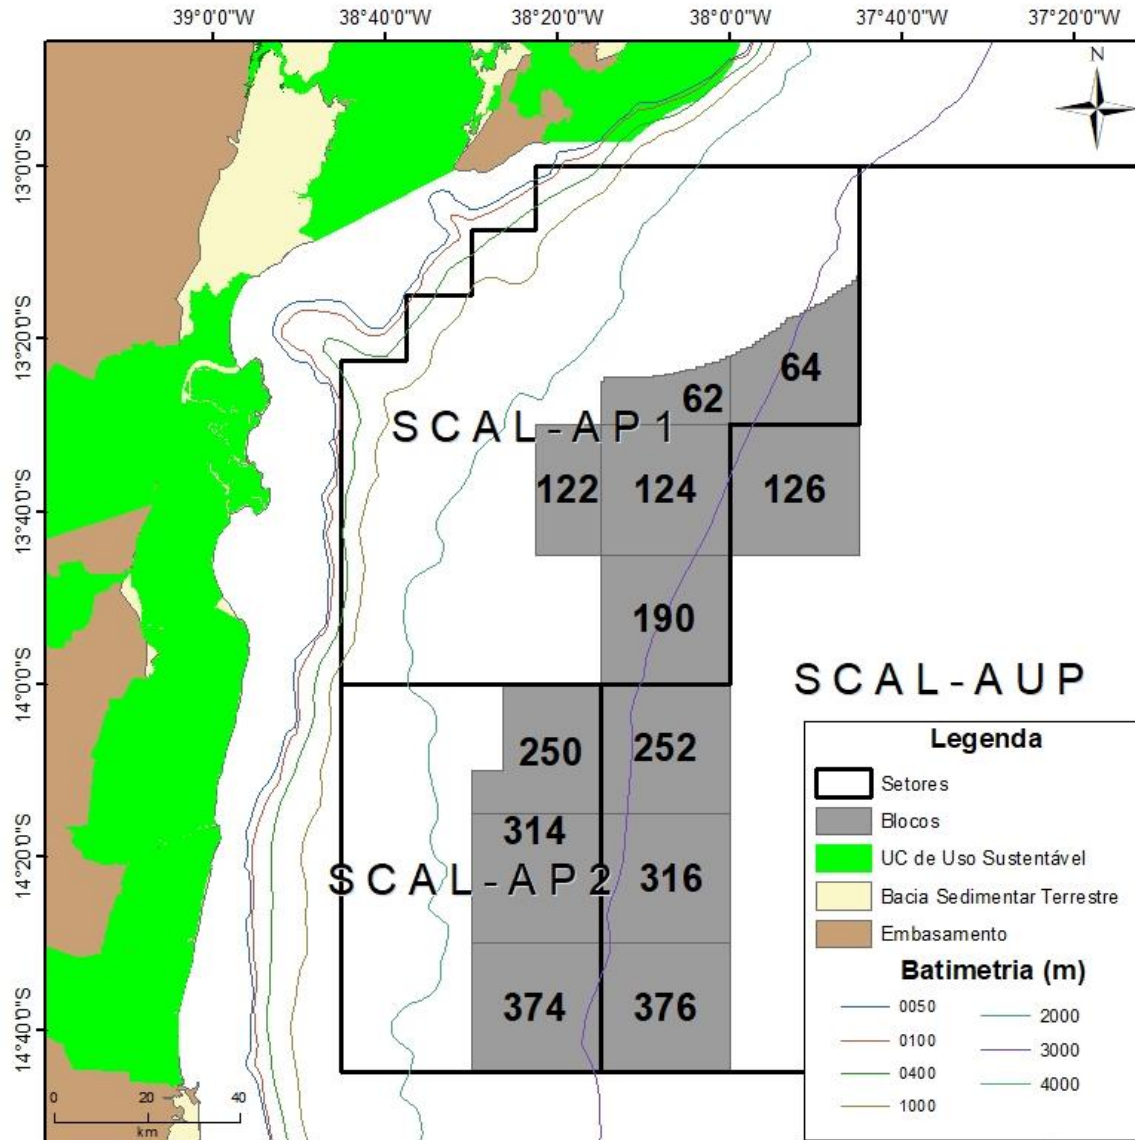 39°0'0"W 38°40'0"W 38°20'0"W 38°0'0"W 37°40'0"W 37°20'0"W
N
13°0'0"S
13°20'0"S
64
62
SCAL-AP1
122 124 126
13°40'0"S
190
14°0'0"S
SCAL-AUP
250 252
314
14°20'0"S
SCAL-AP2 316
374 376
14°40'0"S
0 20 40
km
Legenda
Setores
Blocos
UC de Uso Sustentável
Bacia Sedimentar Terrestre
Embasamento
Batimetria (m)
0050 2000
0100 3000
0400 4000
1000